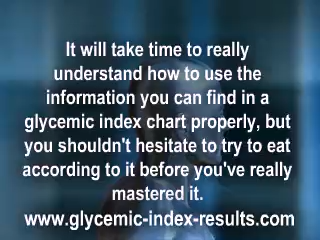 It will take time to really
understand how to use the
information you can find in a
glycemic index chart properly, but
you shouldn't hesitate to try to eat
according to it before you've really
mastered it.
www.glycemic-index-results.com